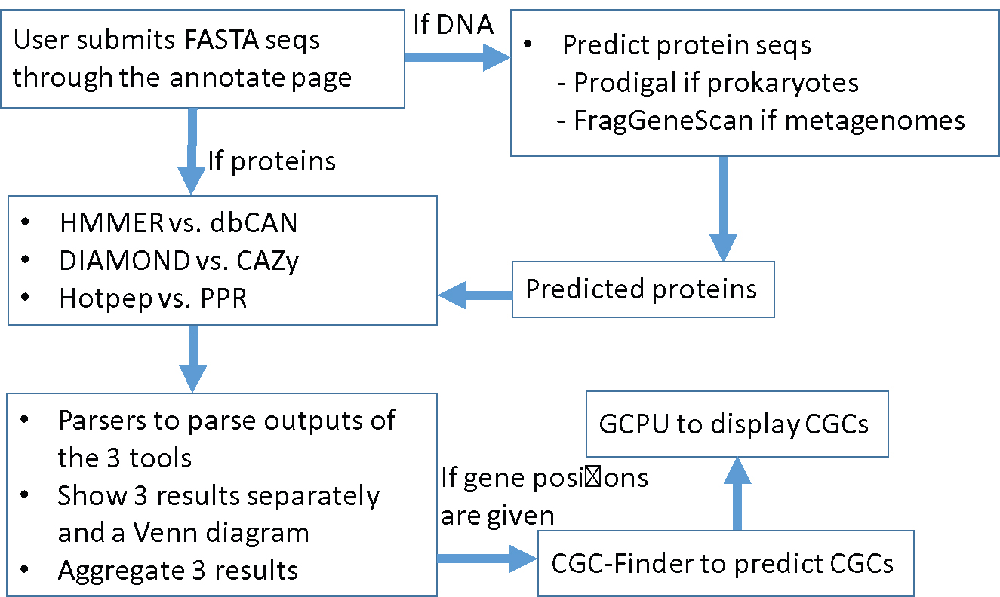 User submits FASTA seqs
through the annotate page
If DNA
• Predict protein seqs
- Prodigal if prokaryotes
- FragGeneScan if metagenomes
If proteins
• HMMER vs. dbCAN
• DIAMOND vs. CAZy
• Hotpep vs. PPR
Predicted proteins
• Parsers to parse outputs of
the 3 tools
• Show 3 results separately
and a Venn diagram
• Aggregate 3 results
If gene posi☒ons
are given
CGC-Finder to predict CGCs
GCPU to display CGCs